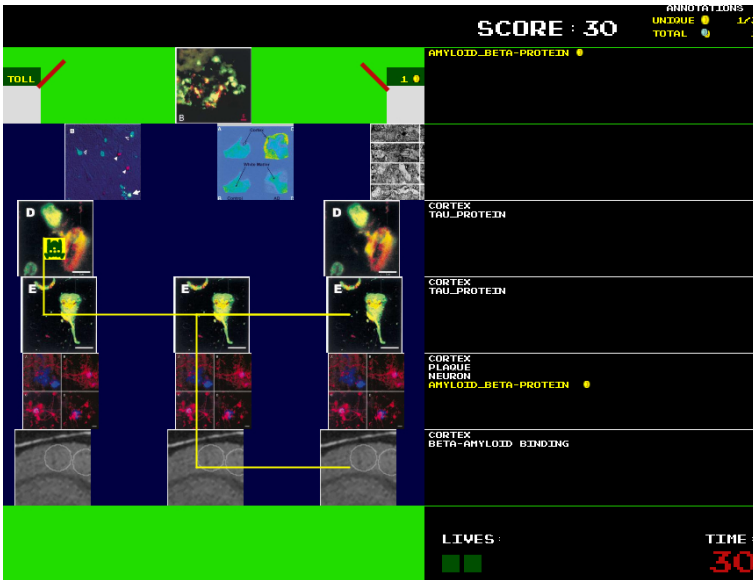 ANNOTATIONS
SCORE : 30
UNIQUE 1/
TOTAL
AMYLOID_BETA-PROTEIN
TOLL
1
B
CORTEX
TAU_PROTEIN
D
D
CORTEX
TAU_PROTEIN
E
E
E
CORTEX
PLAQUE
NEURON
AMYLOID_BETA-PROTEIN
CORTEX
BETA-AMYLOID BINDING
LIVES:
TIME:
30